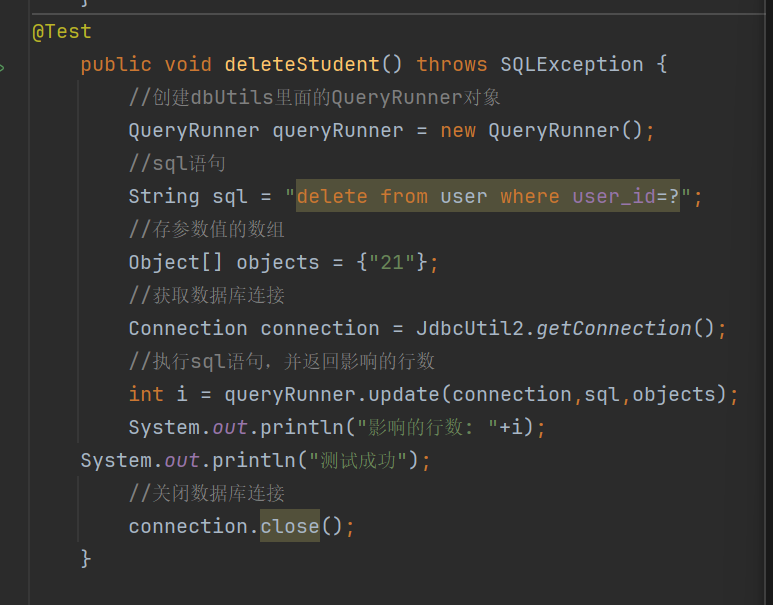 }
@Test
public void deleteStudent() throws SQLException {
//创建dbUtils里面的QueryRunner对象
QueryRunner queryRunner = new QueryRunner();
//sql语句
String sql = "delete from user where user_id=?";
//存参数值的数组
Object[] objects = {"21"};
//获取数据库连接
Connection connection = JdbcUtil2.getConnection();
//执行sql语句，并返回影响的行数
int i = queryRunner.update(connection,sql,objects);
System.out.println("影响的行数: "+i);
System.out.println("测试成功");
//关闭数据库连接
connection.close();
}